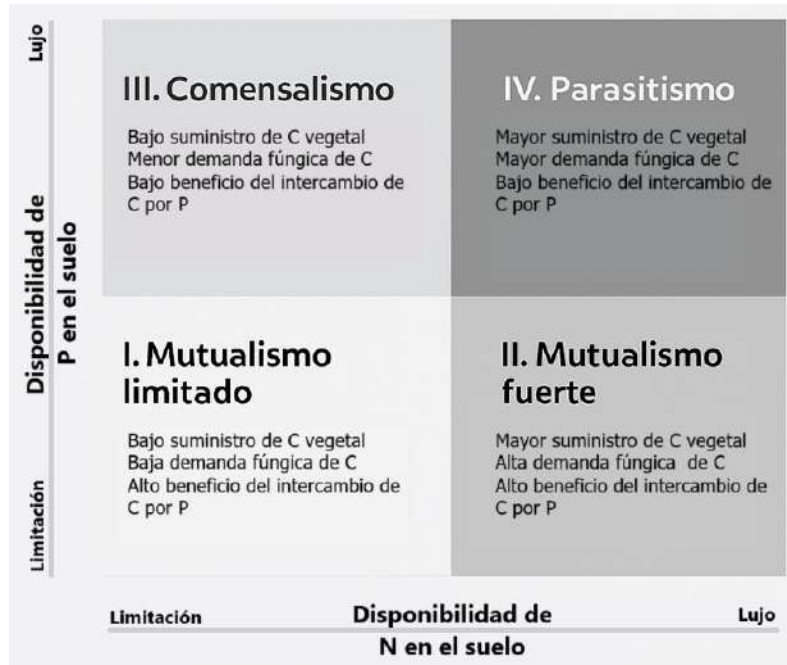 Lujo
Disponibilidad de
P en el suelo
Limitación
III. Comensalismo
Bajo suministro de C vegetal
Menor demanda fúngica de C
Bajo beneficio del intercambio de
C por P
IV. Parasitismo
Mayor suministro de C vegetal
Mayor demanda fúngica de C
Bajo beneficio del intercambio de
C por P
I. Mutualismo
limitado
Bajo suministro de C vegetal
Baja demanda fúngica de C
Alto beneficio del intercambio de
C por P
II. Mutualismo
fuerte
Mayor suministro de C vegetal
Alta demanda fúngica de C
Alto beneficio del intercambio de
C por P
Limitación
Disponibilidad de
N en el suelo
Lujo